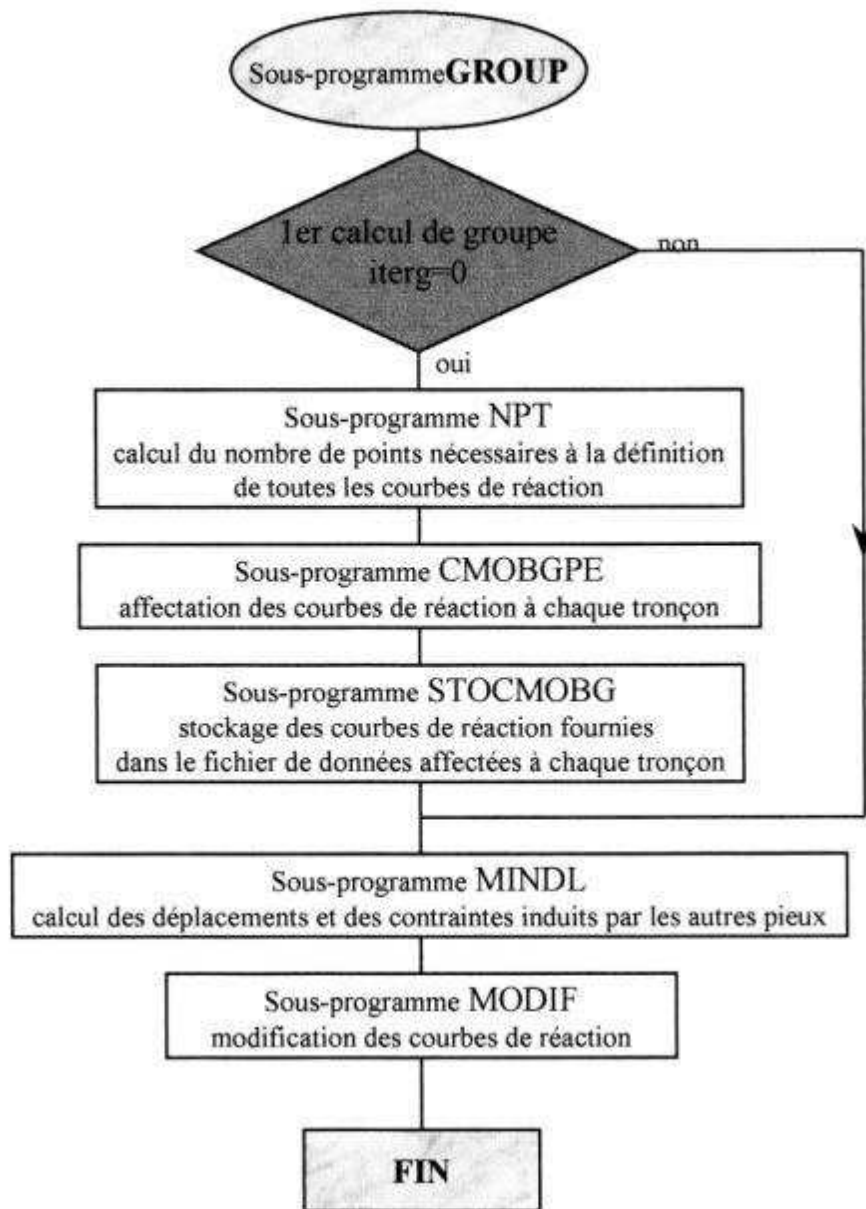 Sous-programme GROUP
1er calcul de groupe
iterg=0
non
oui
Sous-programme NPT
calcul du nombre de points nécessaires à la définition
de toutes les courbes de réaction
Sous-programme CMOBGPE
affectation des courbes de réaction à chaque tronçon
Sous-programme STOCMOBG
stockage des courbes de réaction fournies
dans le fichier de données affectées à chaque tronçon
Sous-programme MINDL
calcul des déplacements et des contraintes induits par les autres pieux
Sous-programme MODIF
modification des courbes de réaction
FIN